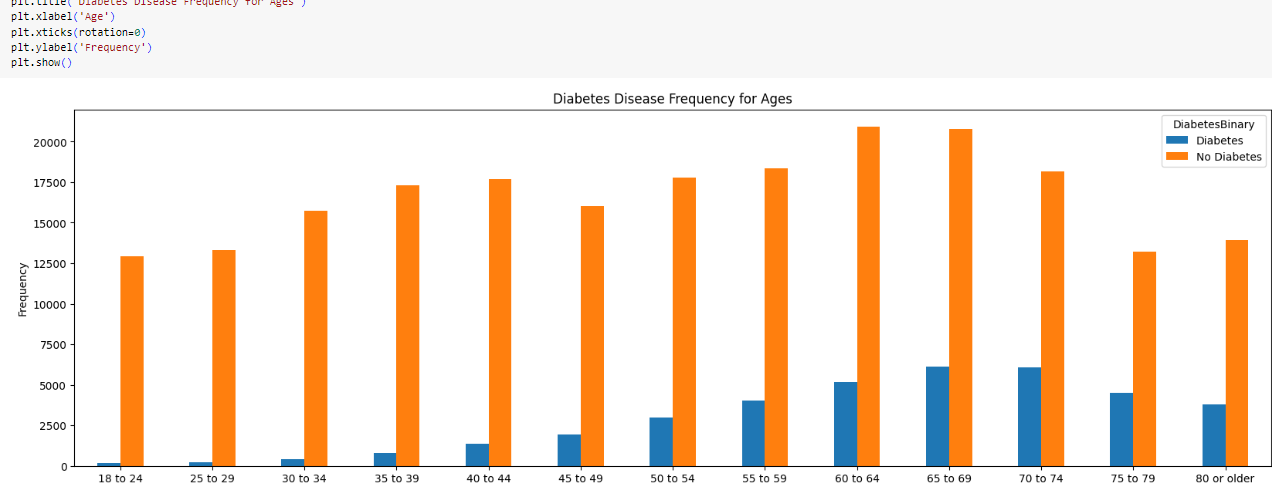 plt.title('Diabetes Disease Frequency for Ages')
plt.xlabel('Age')
plt.xticks(rotation=0)
plt.ylabel('Frequency')
plt.show()
Diabetes Disease Frequency for Ages
DiabetesBinary
Diabetes
No Diabetes
20000
17500
15000
12500
10000
7500
5000
2500
0
Frequency
18 to 24 25 to 29 30 to 34 35 to 39 40 to 44 45 to 49 50 to 54 55 to 59 60 to 64 65 to 69 70 to 74 75 to 79 80 or older